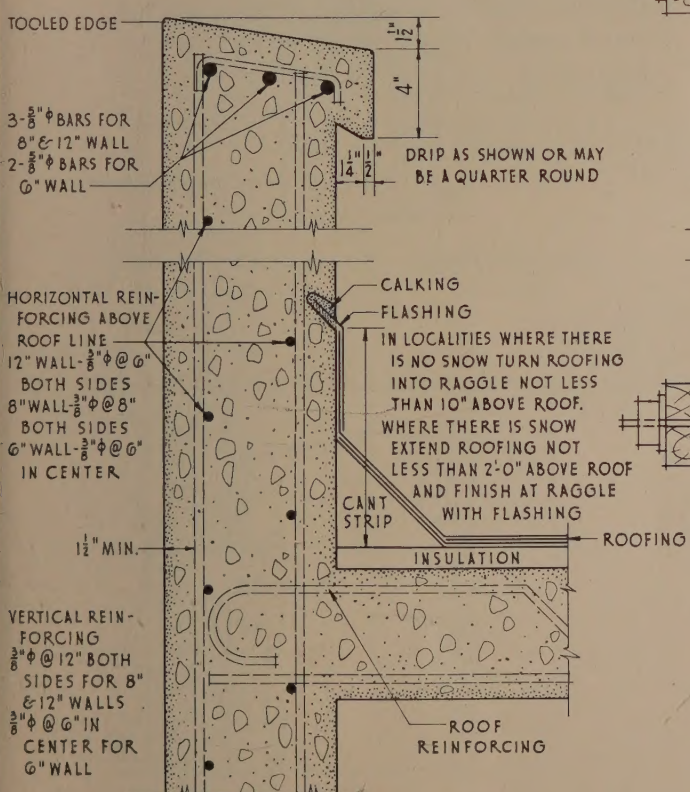 TOOLED EDGE
1 1/2"
4"
3-5/8"ϕ BARS FOR
8" & 12" WALL
2-5/8"ϕ BARS FOR
6" WALL
1 1/4" 1/2"
DRIP AS SHOWN OR MAY
BE A QUARTER ROUND
CALKING
FLASHING
HORIZONTAL REIN-
FORCING ABOVE
ROOF LINE
12" WALL-3/8"ϕ@6"
BOTH SIDES
8" WALL-3/8"ϕ@8"
BOTH SIDES
6" WALL-3/8"ϕ@6"
IN CENTER
IN LOCALITIES WHERE THERE
IS NO SNOW TURN ROOFING
INTO RAGGLE NOT LESS
THAN 10" ABOVE ROOF.
WHERE THERE IS SNOW
EXTEND ROOFING NOT
LESS THAN 2'-0" ABOVE ROOF
AND FINISH AT RAGGLE
WITH FLASHING
CANT
STRIP
1 1/2" MIN.
ROOFING
INSULATION
VERTICAL REIN-
FORCING
3/8"ϕ@12" BOTH
SIDES FOR 8"
& 12" WALLS
3/8"ϕ@6" IN
CENTER FOR
6" WALL
ROOF
REINFORCING